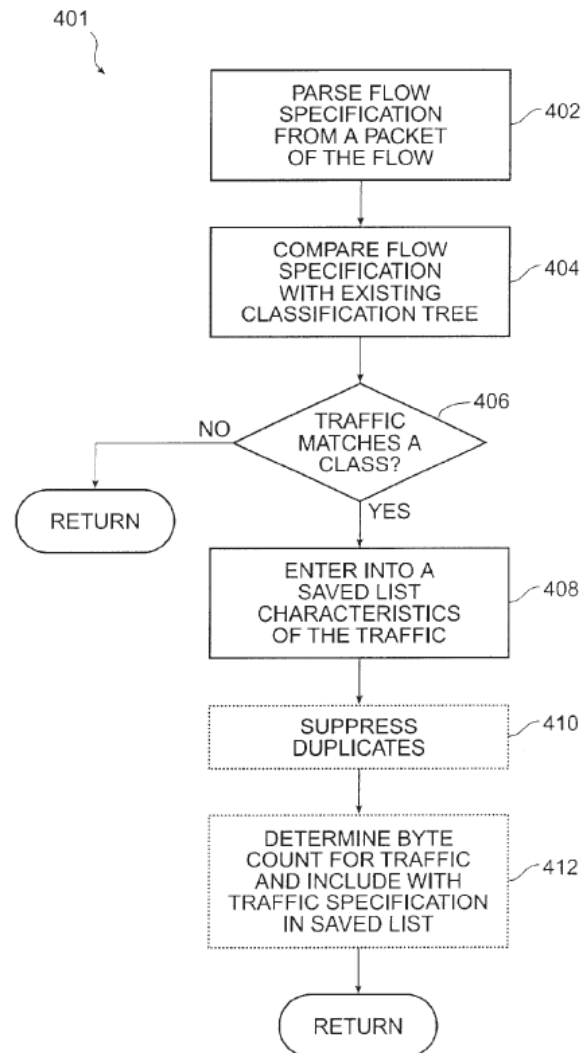 401
PARSE FLOW
SPECIFICATION
FROM A PACKET
OF THE FLOW
402
COMPARE FLOW
SPECIFICATION
WITH EXISTING
CLASSIFICATION TREE
404
TRAFFIC
MATCHES A
CLASS?
406
NO
RETURN
YES
ENTER INTO A
SAVED LIST
CHARACTERISTICS
OF THE TRAFFIC
408
SUPPRESS
DUPLICATES
410
DETERMINE BYTE
COUNT FOR TRAFFIC
AND INCLUDE WITH
TRAFFIC SPECIFICATION
IN SAVED LIST
412
RETURN